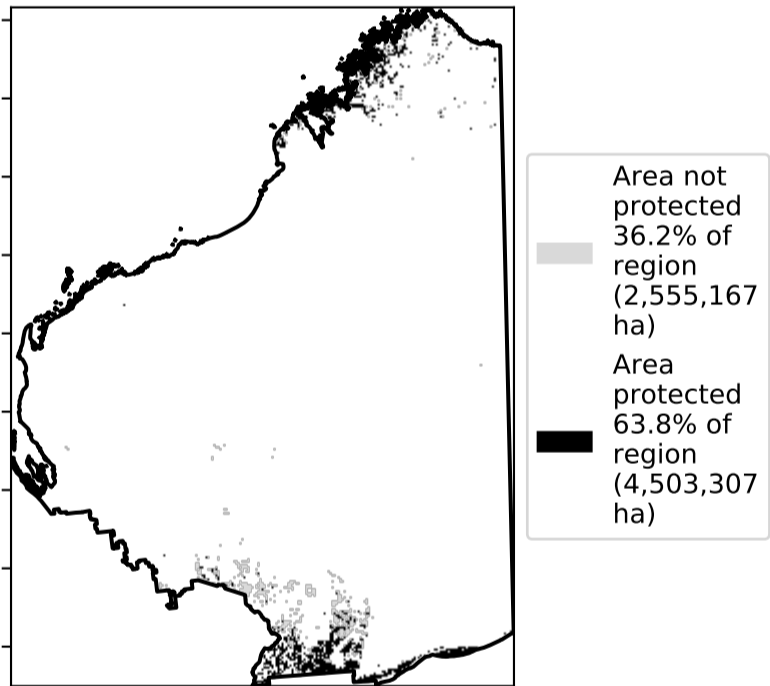 Area not
protected
36.2% of
region
(2,555,167
ha)
Area
protected
63.8% of
region
(4,503,307
ha)